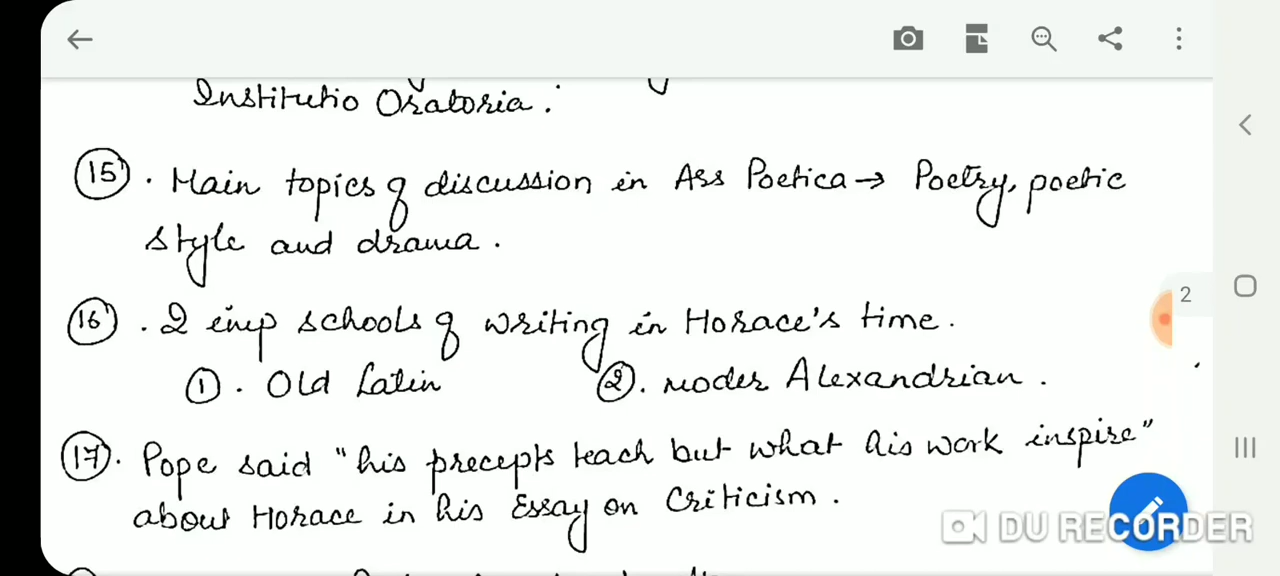 Institutio Oratoria.
15. Main topics of discussion in Ars Poetica → Poetry, poetic
style and drama.
2
16. 2 imp schools of writing in Horace's time.
1. Old Latin 2. moder Alexandrian.
17. Pope said "his precepts teach but what his work inspire"
about Horace in his Essay on Criticism.
DU RECORDER